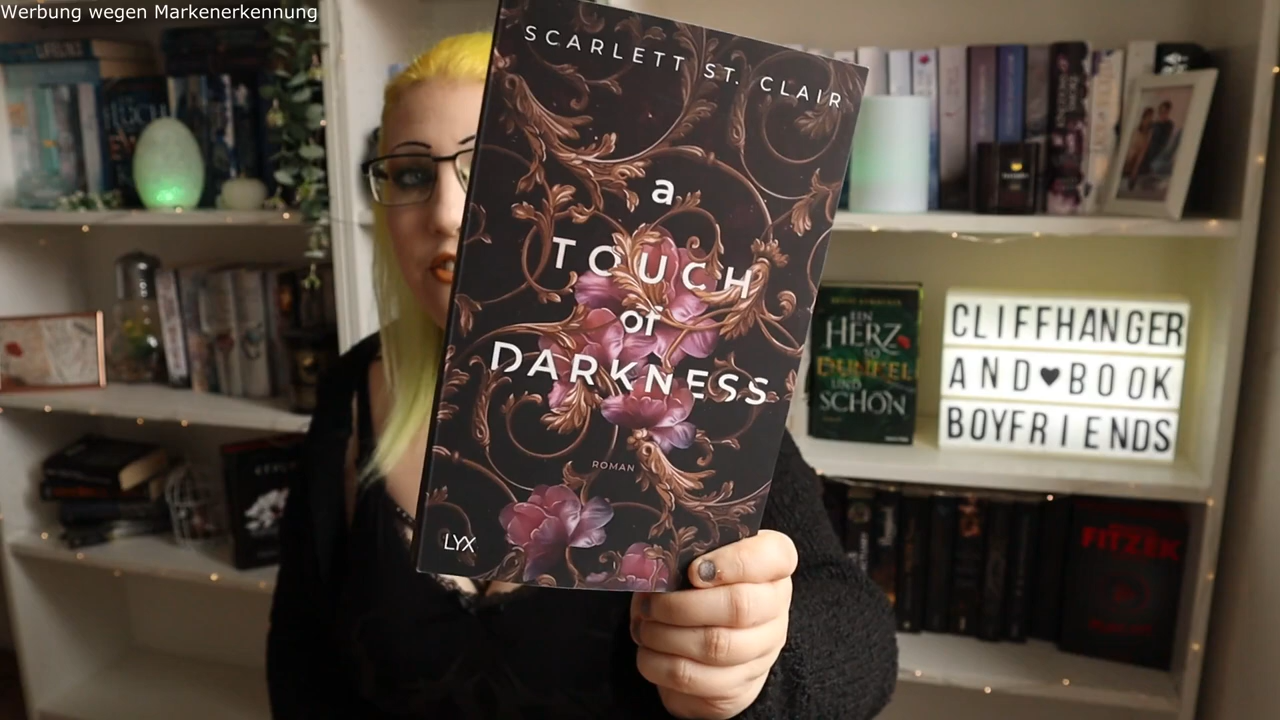 Werbung wegen Markenerkennung
SCARLETT ST. CLAIR
a
TOUCH
of
DARKNESS
ROMAN
LYX
EIN
HERZ
SO
DUNKEL
UND
SCHÖN
CLIFFHANGER
AND♥BOOK
BOYFRIENDS
FITZEK